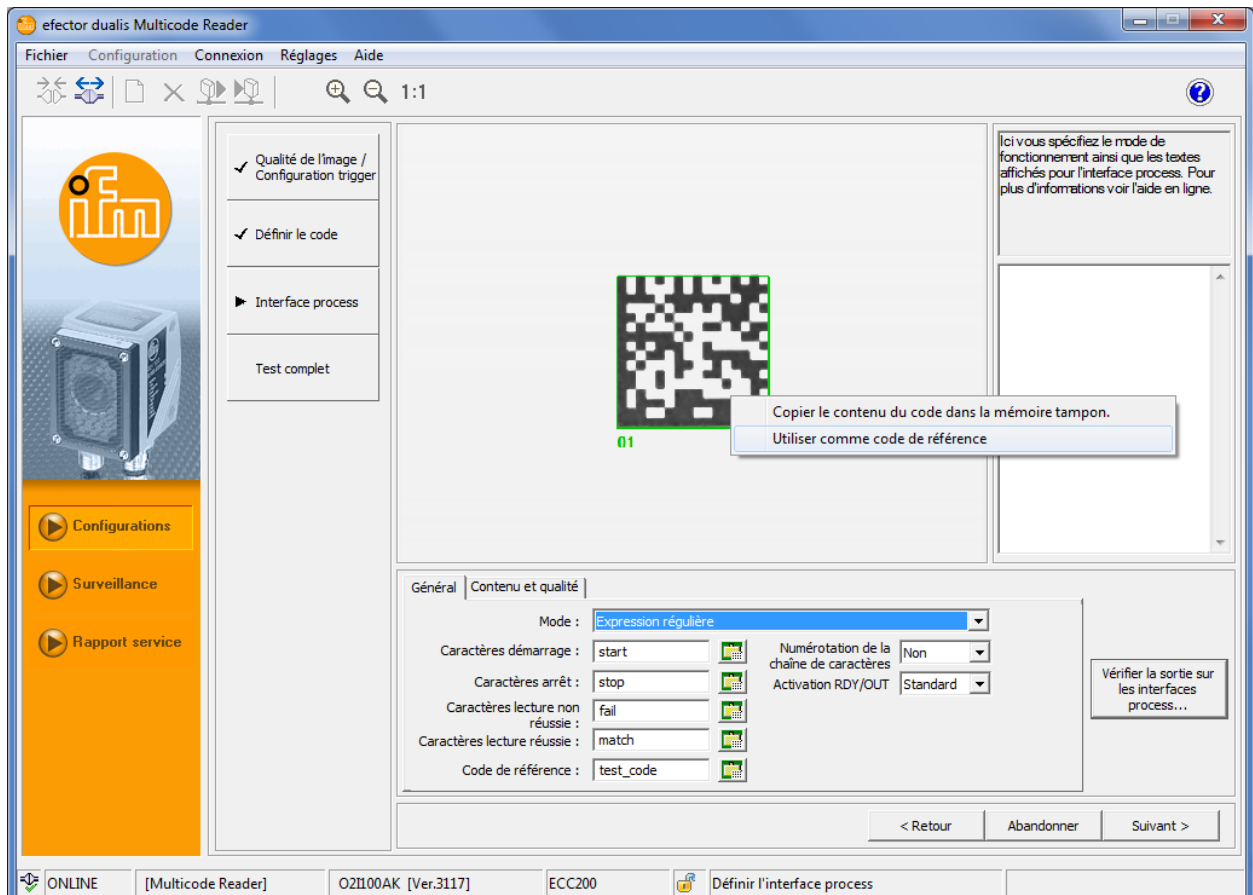 efector dualis Multicode Reader
Fichier Configuration Connexion Réglages Aide
1:1
ifm
Qualité de l'image /
Configuration trigger
Définir le code
Interface process
Test complet
Ici vous spécifiez le mode de
fonctionnement ainsi que les textes
affichés pour l'interface process. Pour
plus d'informations voir l'aide en ligne.
01
Copier le contenu du code dans la mémoire tampon.
Utiliser comme code de référence
Configurations
Surveillance
Rapport service
Général Contenu et qualité
Mode : Expression régulière
Caractères démarrage : start
Numérotation de la
chaîne de caractères Non
Caractères arrêt : stop
Activation RDY/OUT Standard
Caractères lecture non
réussie : fail
Caractères lecture réussie : match
Code de référence : test_code
Vérifier la sortie sur
les interfaces
process...
< Retour Abandonner Suivant >
ONLINE [Multicode Reader] O2I100AK [Ver.3117] ECC200 Définir l'interface process